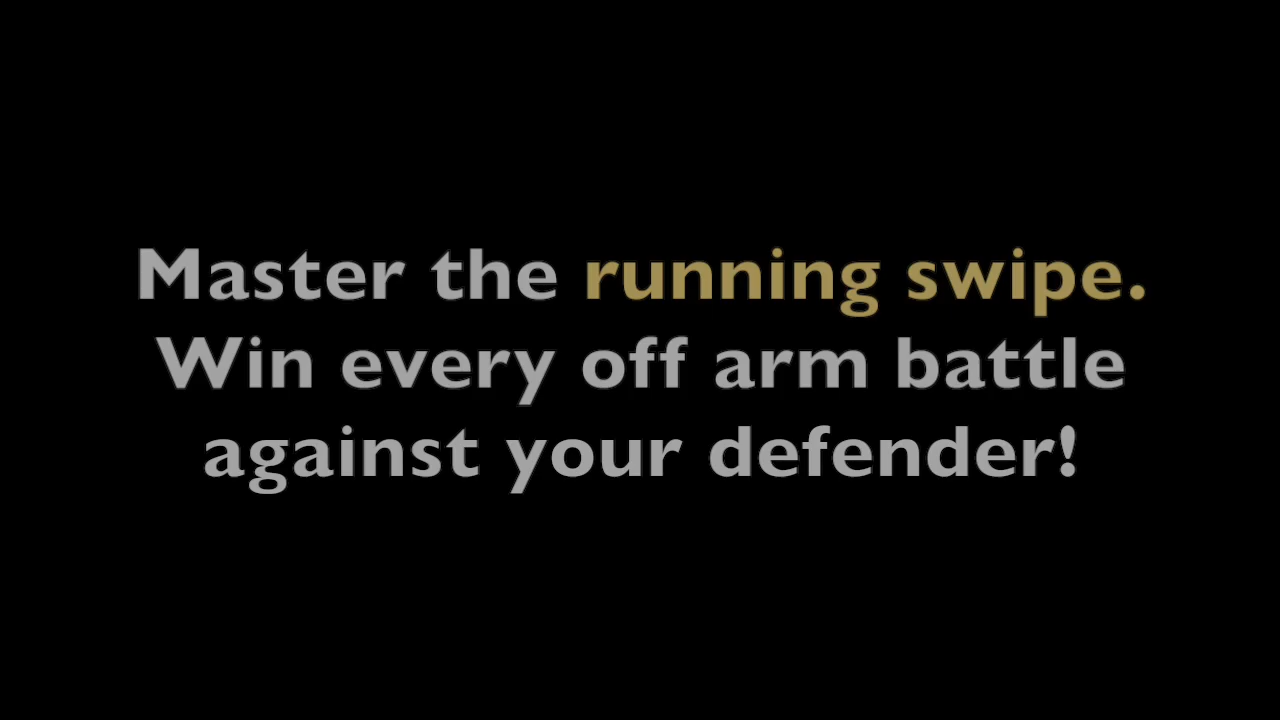 Master the running swipe.
Win every off arm battle
against your defender!